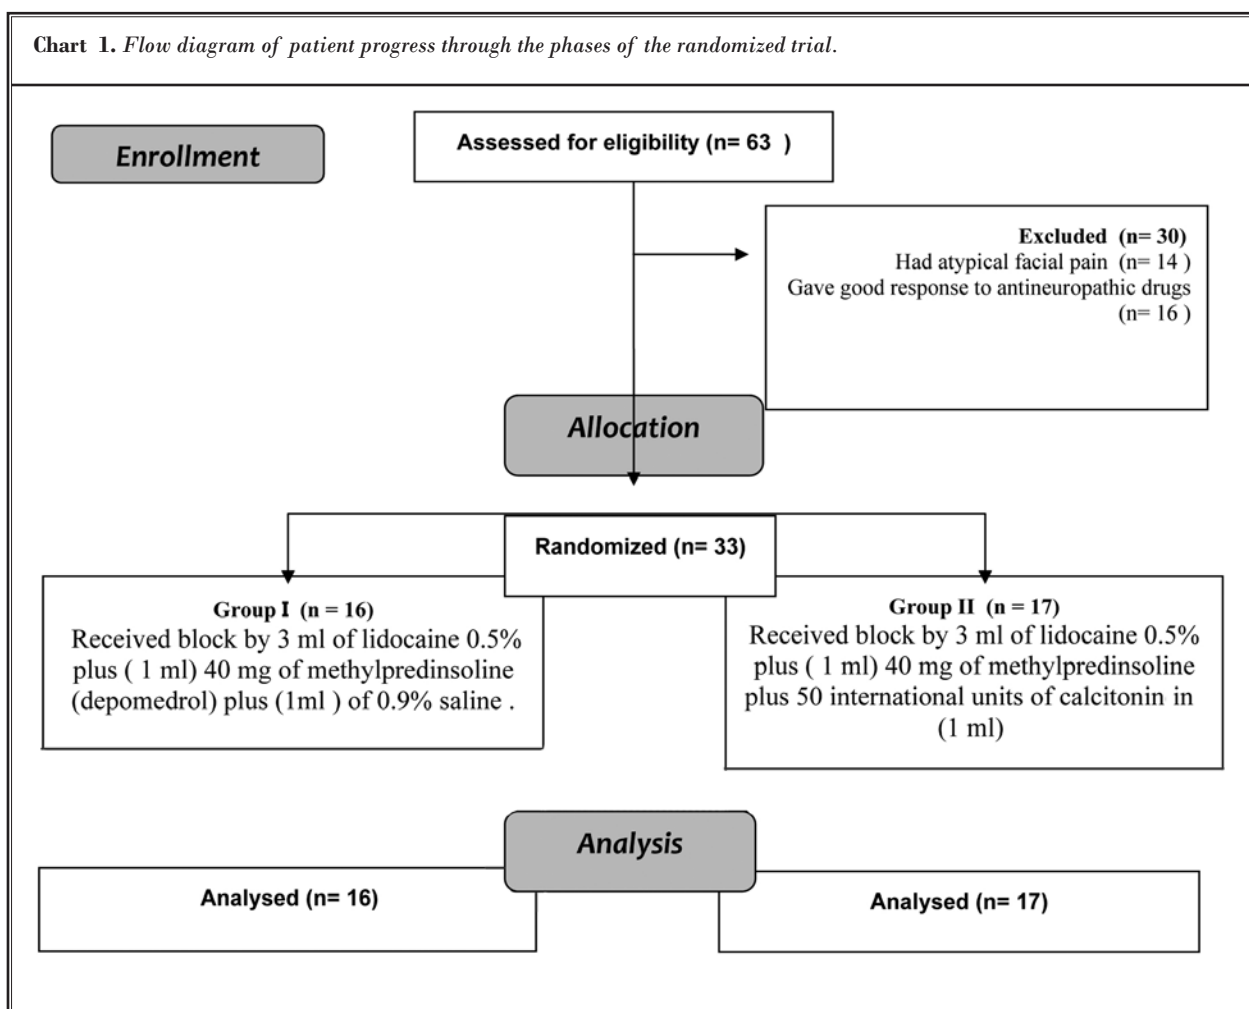 Chart 1. Flow diagram of patient progress through the phases of the randomized trial.
Enrollment
Assessed for eligibility (n= 63 )
Excluded (n= 30)
Had atypical facial pain (n= 14 )
Gave good response to antineuropathic drugs
(n= 16 )
Allocation
Randomized (n= 33)
Group I (n = 16)
Received block by 3 ml of lidocaine 0.5%
plus ( 1 ml) 40 mg of methylpredinsoline
(depomedrol) plus (1ml ) of 0.9% saline .
Group II (n = 17)
Received block by 3 ml of lidocaine 0.5%
plus ( 1 ml) 40 mg of methylpredinsoline
plus 50 international units of calcitonin in
(1 ml)
Analysis
Analysed (n= 16)
Analysed (n= 17)